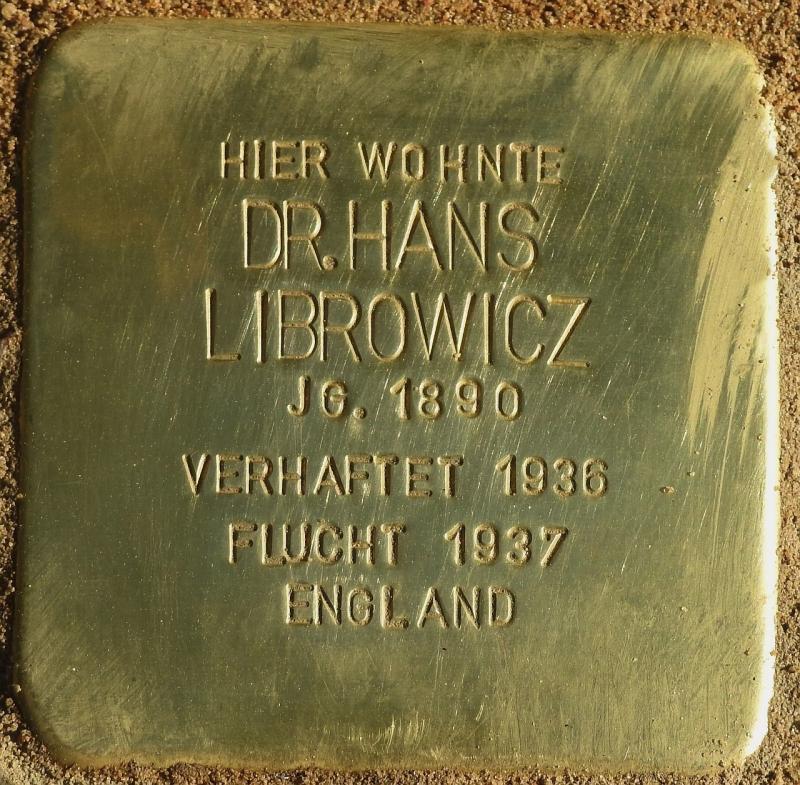 HIER WOHNTE
DR. HANS
LIBROWICZ
JG. 1890
VERHAFTET 1936
FLUCHT 1937
ENGLAND